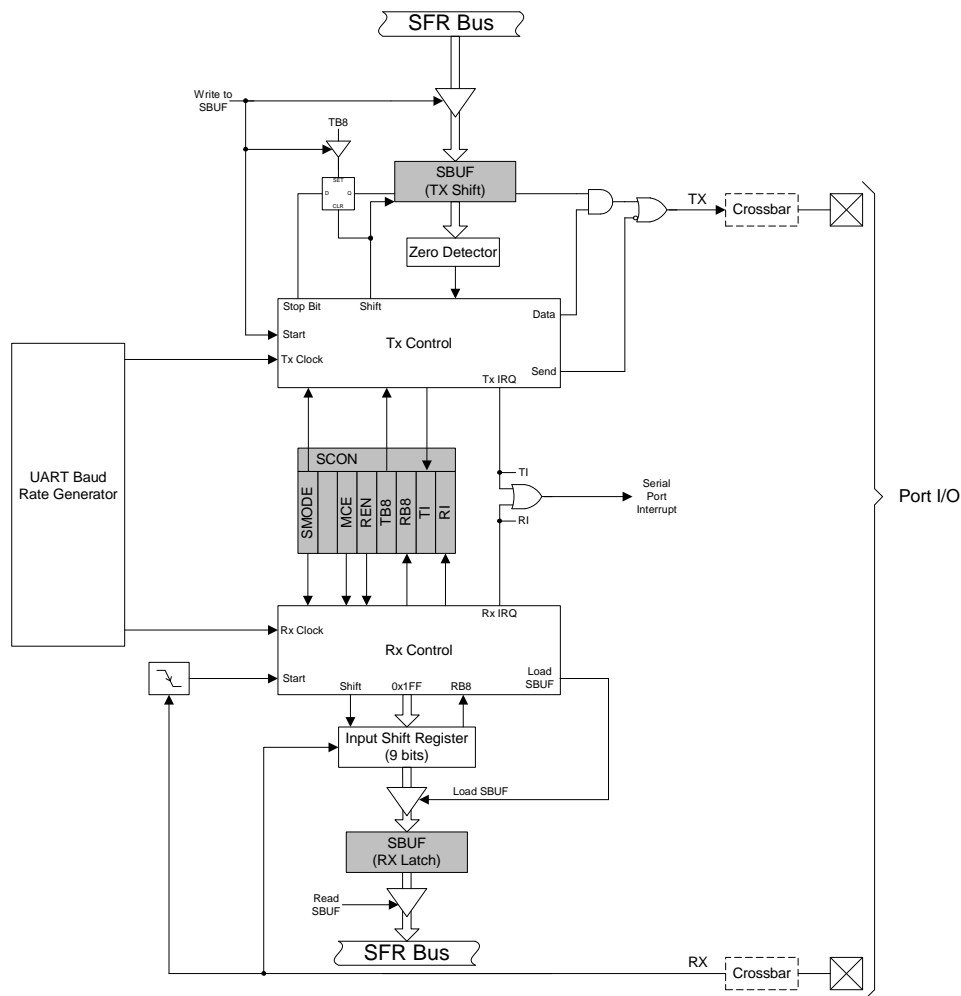 SFR Bus
Write to
SBUF
TB8
SET
D
Q
CLR
SBUF
(TX Shift)
TX
Crossbar
Zero Detector
Stop Bit
Shift
Data
Start
Tx Control
Tx Clock
Send
Tx IRQ
UART Baud
Rate Generator
SCON
SMODE
MCE
REN
TB8
RB8
TI
RI
TI
Serial
Port
Interrupt
RI
Port I/O
Rx IRQ
Rx Clock
Rx Control
Start
Load
SBUF
Shift
0x1FF
RB8
Input Shift Register
(9 bits)
Load SBUF
SBUF
(RX Latch)
Read
SBUF
SFR Bus
RX
Crossbar